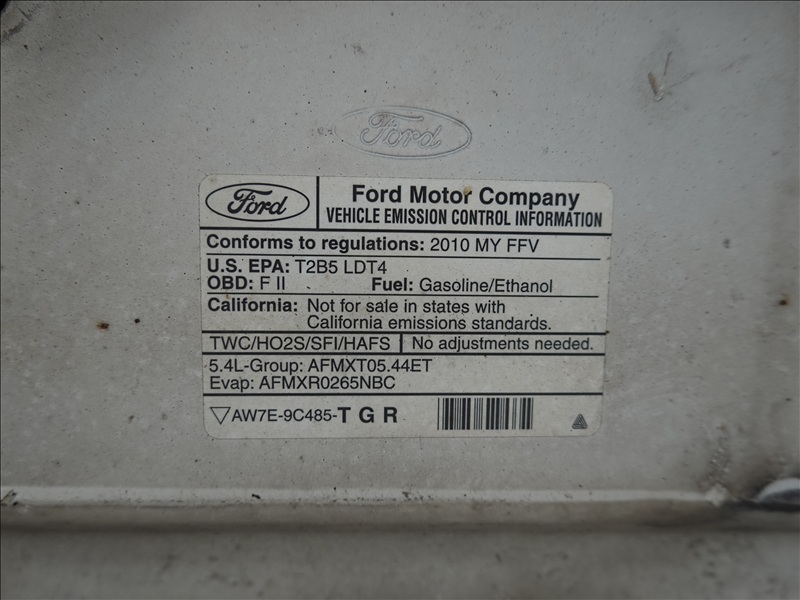 Ford
Ford
Ford Motor Company
VEHICLE EMISSION CONTROL INFORMATION
Conforms to regulations: 2010 MY FFV
U.S. EPA: T2B5 LDT4
OBD: F II Fuel: Gasoline/Ethanol
California: Not for sale in states with
California emissions standards.
TWC/HO2S/SFI/HAFS No adjustments needed.
5.4L-Group: AFMXT05.44ET
Evap: AFMXR0265NBC
▽AW7E-9C485-T G R